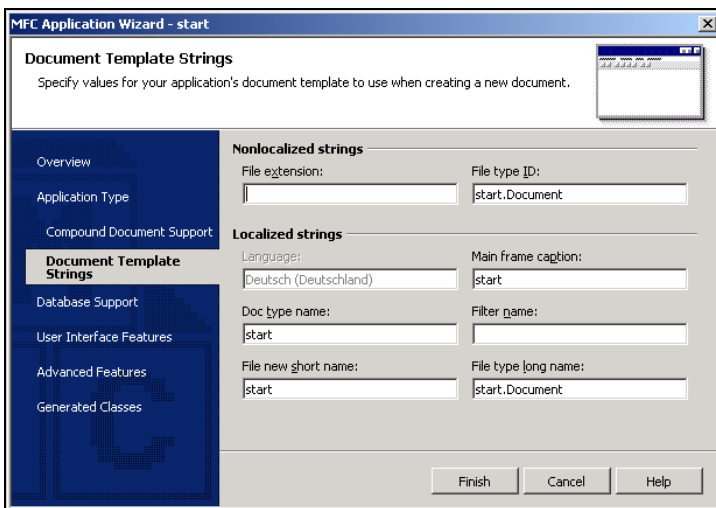 MFC Application Wizard - start
Document Template Strings
Specify values for your application's document template to use when creating a new document.
Overview
Application Type
Compound Document Support
Document Template
Strings
Database Support
User Interface Features
Advanced Features
Generated Classes
Nonlocalized strings
File extension:
File type ID:
start.Document
Localized strings
Language:
Main frame caption:
Deutsch (Deutschland)
start
Doc type name:
Filter name:
start
File new short name:
File type long name:
start
start.Document
Finish
Cancel
Help